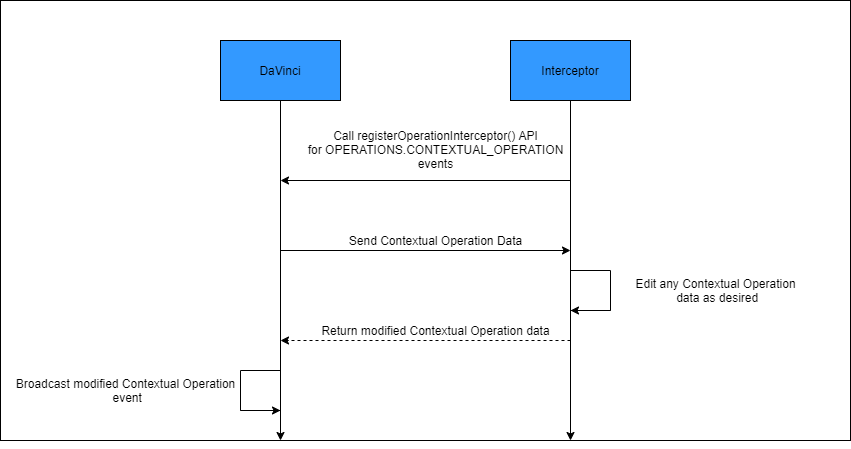 DaVinci
Interceptor
Call registerOperationInterceptor() API
for OPERATIONS.CONTEXTUAL_OPERATION
events
Send Contextual Operation Data
Edit any Contextual Operation
data as desired
Return modified Contextual Operation data
Broadcast modified Contextual Operation
event